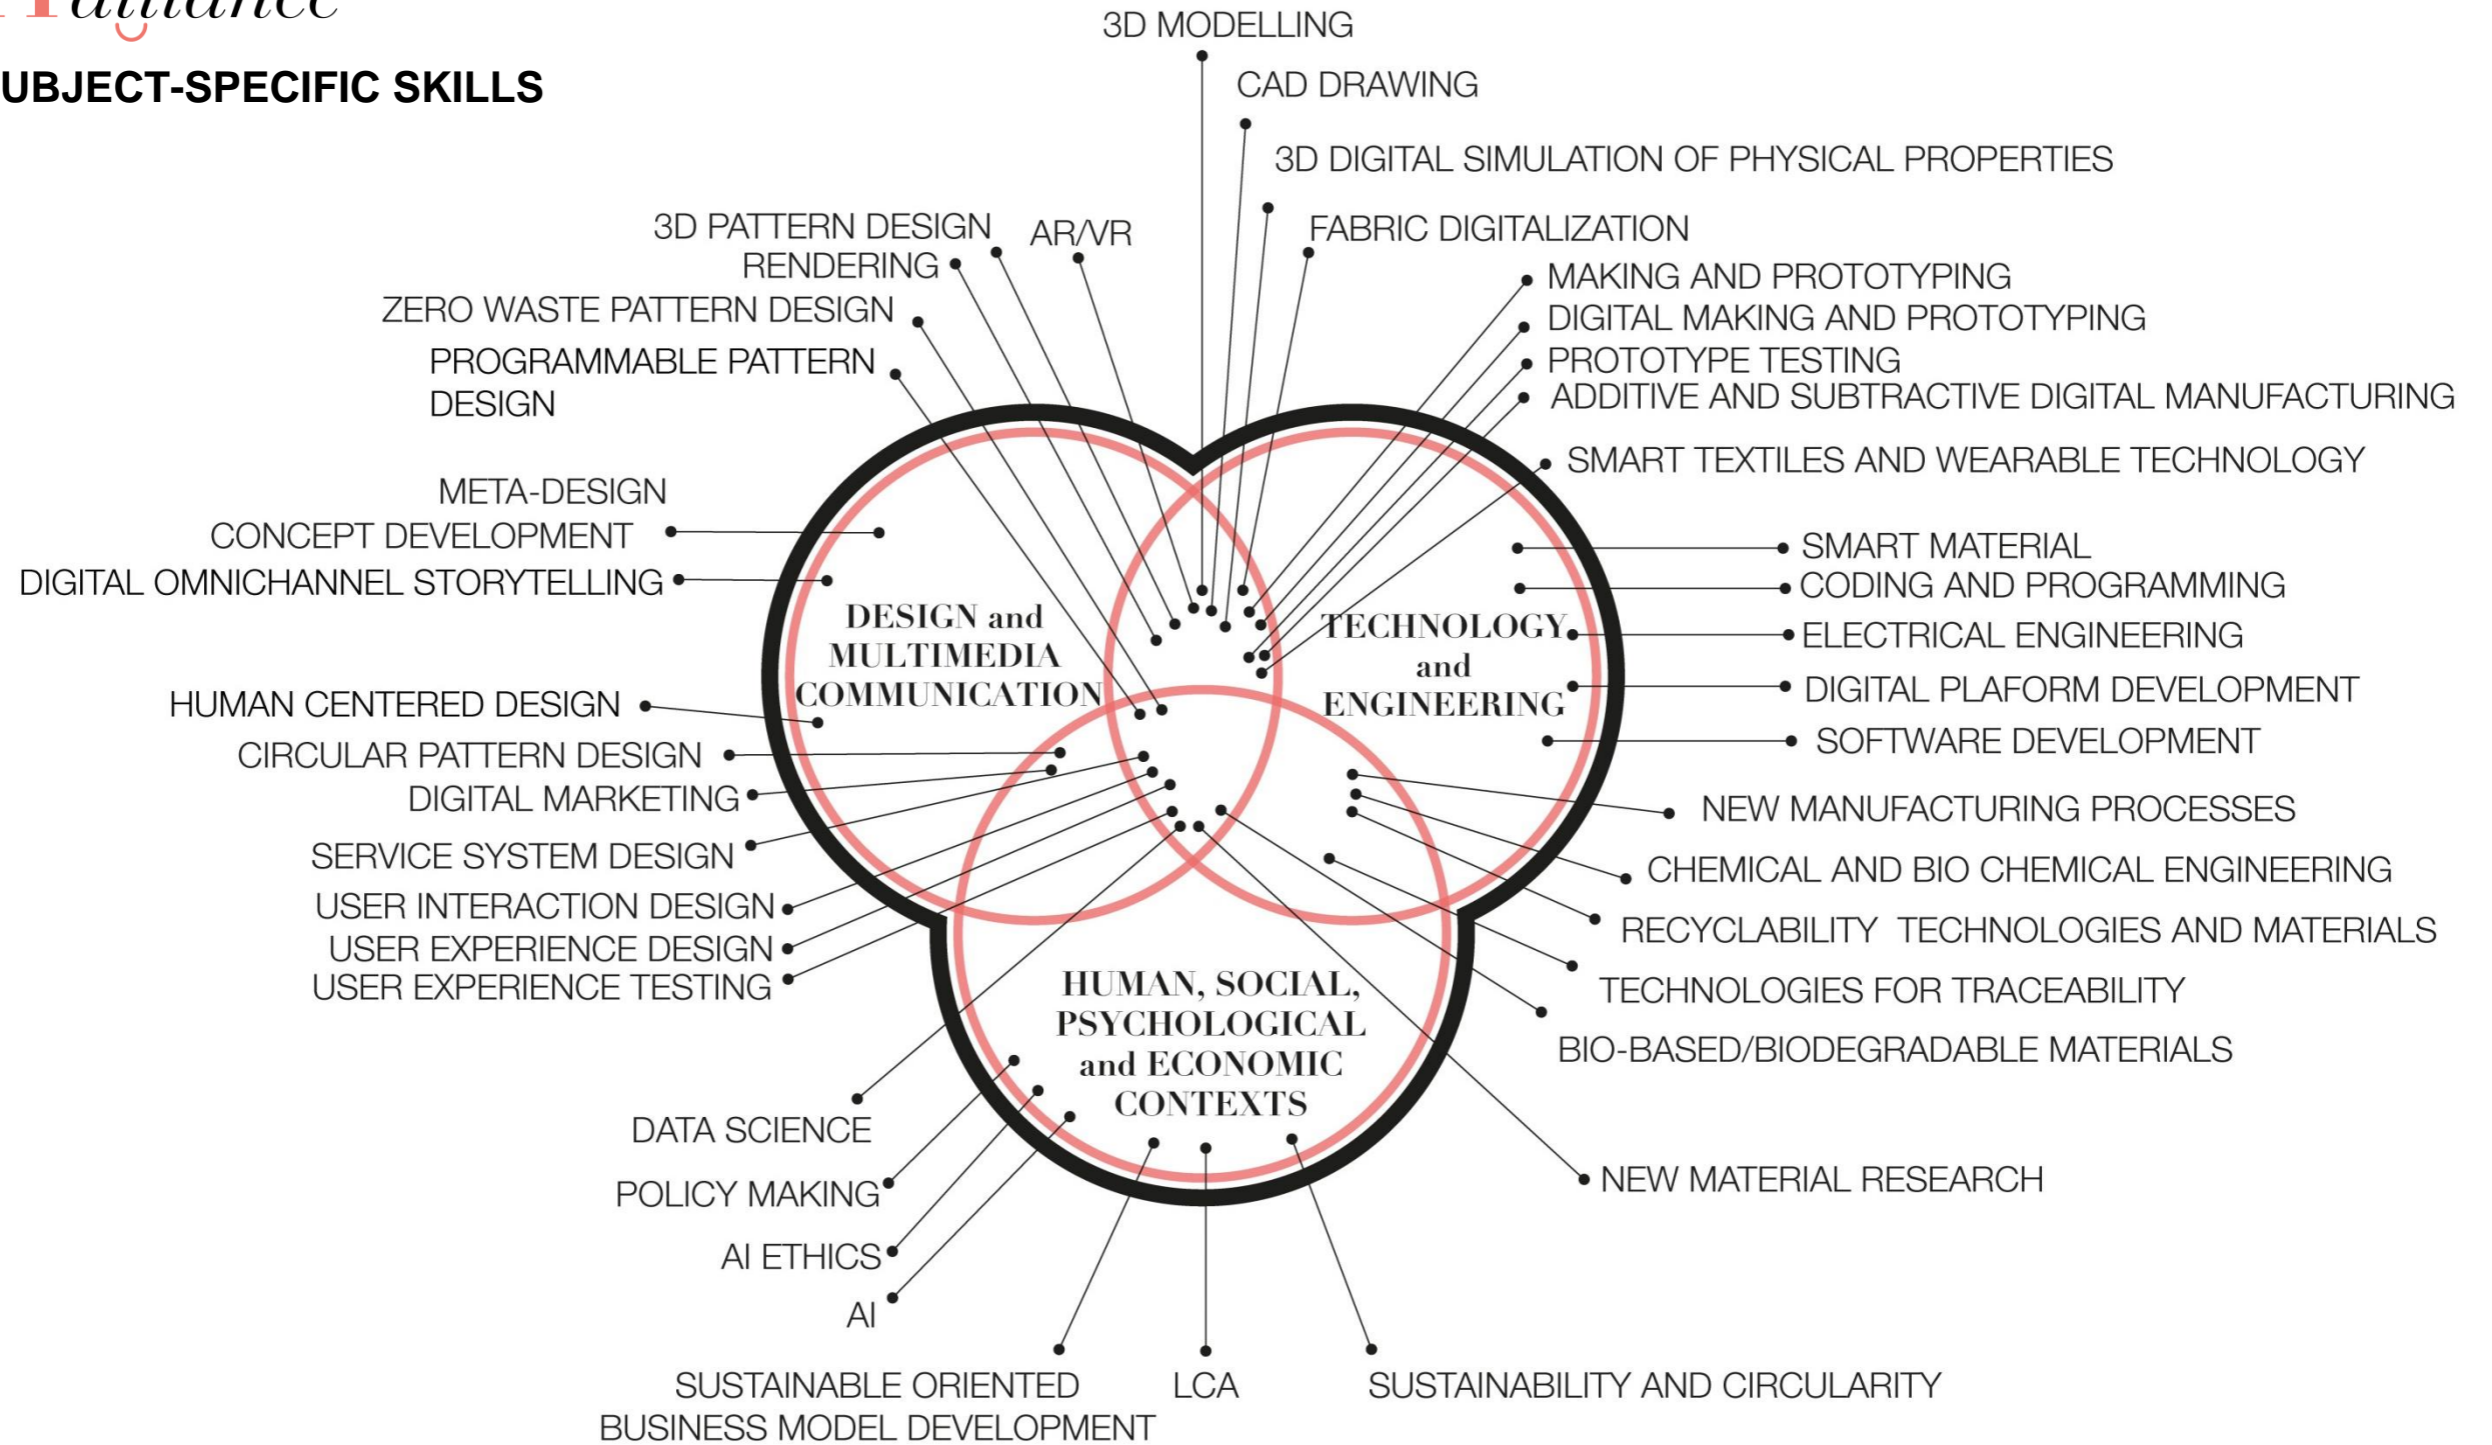 alliance
UBJECT-SPECIFIC SKILLS
3D MODELLING
CAD DRAWING
3D DIGITAL SIMULATION OF PHYSICAL PROPERTIES
3D PATTERN DESIGN
AR/VR
FABRIC DIGITALIZATION
RENDERING
MAKING AND PROTOTYPING
ZERO WASTE PATTERN DESIGN
DIGITAL MAKING AND PROTOTYPING
PROGRAMMABLE PATTERN
DESIGN
PROTOTYPE TESTING
ADDITIVE AND SUBTRACTIVE DIGITAL MANUFACTURING
SMART TEXTILES AND WEARABLE TECHNOLOGY
META-DESIGN
CONCEPT DEVELOPMENT
DIGITAL OMNICHANNEL STORYTELLING
SMART MATERIAL
CODING AND PROGRAMMING
ELECTRICAL ENGINEERING
DIGITAL PLAFORM DEVELOPMENT
SOFTWARE DEVELOPMENT
DESIGN and
MULTIMEDIA
COMMUNICATION
TECHNOLOGY
and
ENGINEERING
HUMAN CENTERED DESIGN
CIRCULAR PATTERN DESIGN
DIGITAL MARKETING
SERVICE SYSTEM DESIGN
USER INTERACTION DESIGN
USER EXPERIENCE DESIGN
USER EXPERIENCE TESTING
NEW MANUFACTURING PROCESSES
CHEMICAL AND BIO CHEMICAL ENGINEERING
RECYCLABILITY TECHNOLOGIES AND MATERIALS
TECHNOLOGIES FOR TRACEABILITY
BIO-BASED/BIODEGRADABLE MATERIALS
HUMAN, SOCIAL,
PSYCHOLOGICAL
and ECONOMIC
CONTEXTS
DATA SCIENCE
POLICY MAKING
AI ETHICS
AI
NEW MATERIAL RESEARCH
SUSTAINABLE ORIENTED
BUSINESS MODEL DEVELOPMENT
LCA
SUSTAINABILITY AND CIRCULARITY